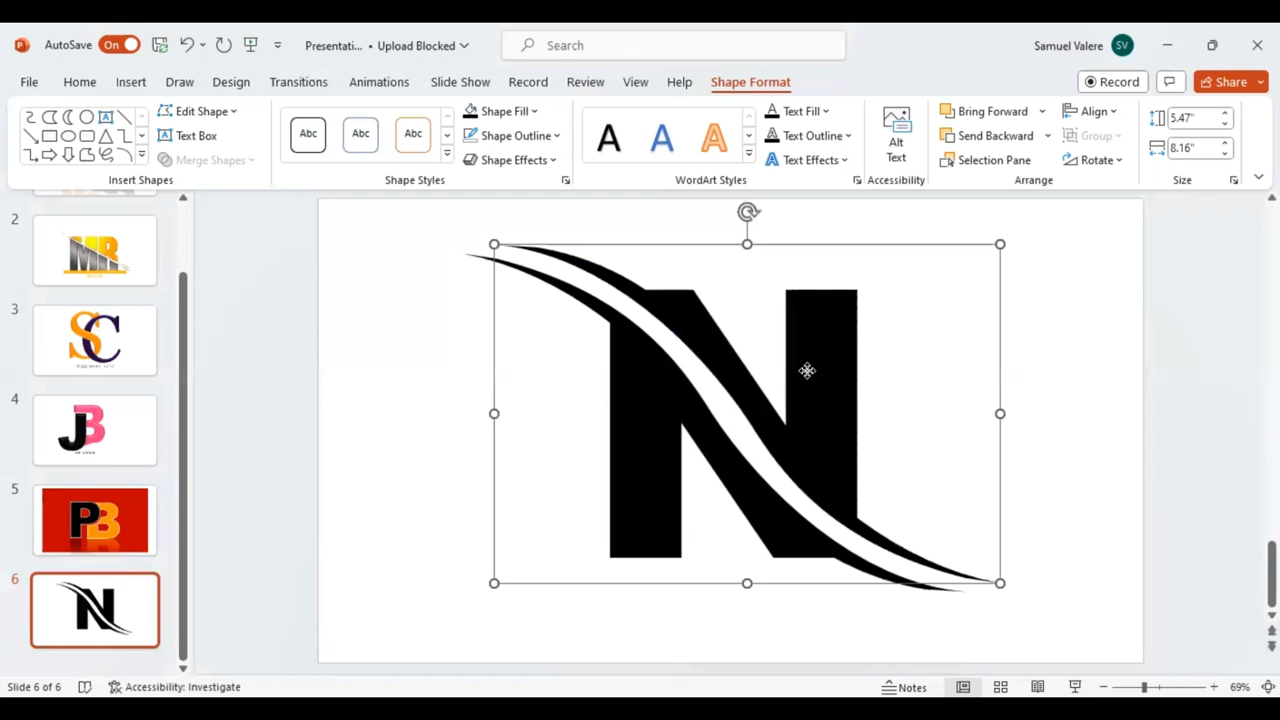 AutoSave On Presentati... • Upload Blocked Search Samuel Valere SV
File Home Insert Draw Design Transitions Animations Slide Show Record Review View Help Shape Format Record Share
Edit Shape Abc Abc Abc Shape Fill A A A Text Fill Alt Text Bring Forward Align 5.47"
Text Box Shape Outline Text Outline Send Backward Group 8.16"
Merge Shapes Shape Effects Text Effects Selection Pane Rotate
Insert Shapes Shape Styles WordArt Styles Accessibility Arrange Size
2
MR
3
SC
4
JB
5
PB
6
N
N
Slide 6 of 6 Accessibility: Investigate Notes 69%